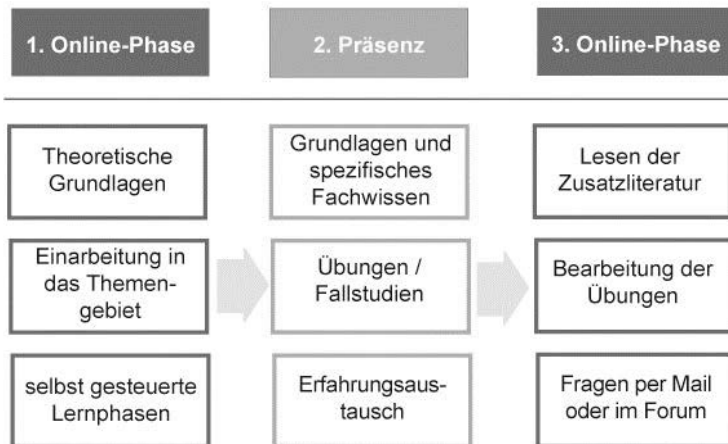 1. Online-Phase
2. Präsenz
3. Online-Phase
Theoretische
Grundlagen
Grundlagen und
spezifisches
Fachwissen
Lesen der
Zusatzliteratur
Einarbeitung in
das Themen-
gebiet
Übungen /
Fallstudien
Bearbeitung der
Übungen
selbst gesteuerte
Lernphasen
Erfahrungsaus-
tausch
Fragen per Mail
oder im Forum